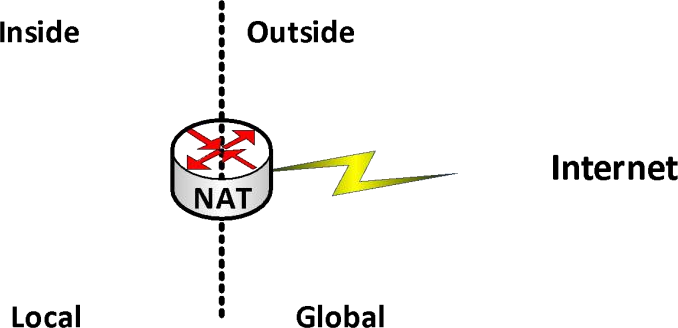 Inside
Outside
NAT
Internet
Local
Global